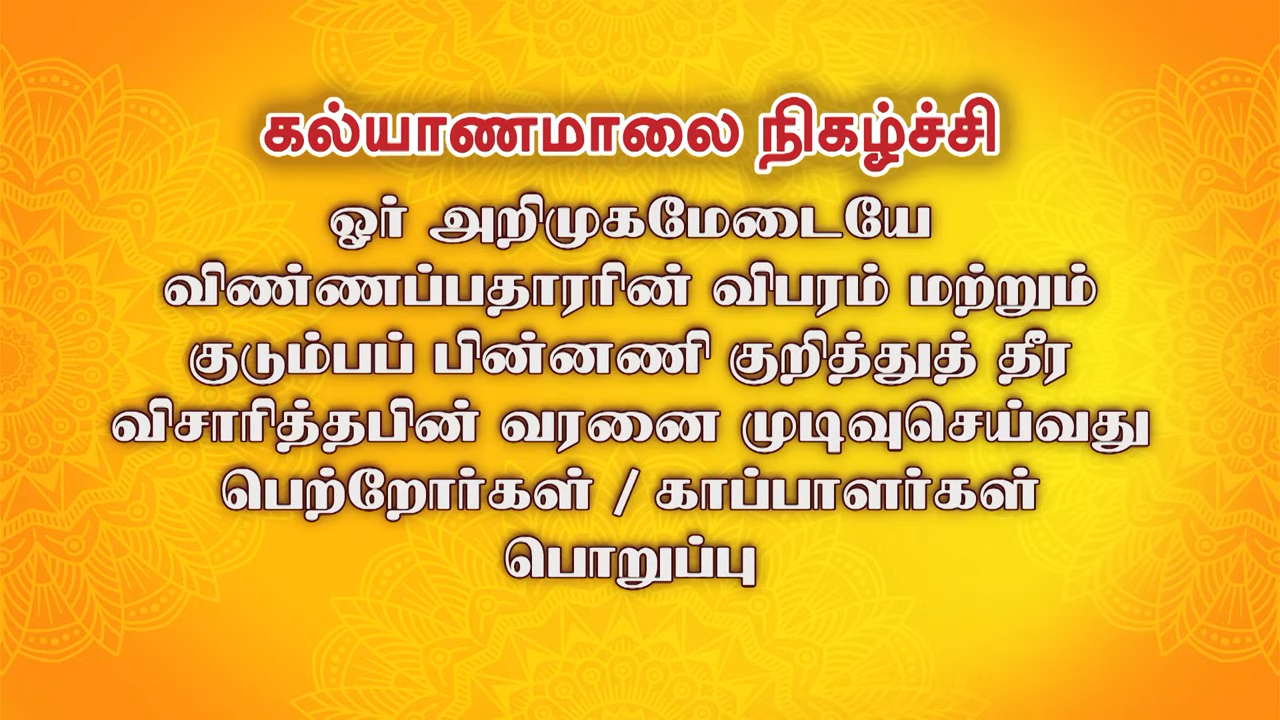 கல்யாணமாலை நிகழ்ச்சி
ஓர் அறிமுகமேடையே
விண்ணப்பதாரரின் விபரம் மற்றும்
குடும்பப் பின்னணி குறித்துத் தீர
விசாரித்தபின் வரனை முடிவுசெய்வது
பெற்றோர்கள் / காப்பாளர்கள்
பொறுப்பு